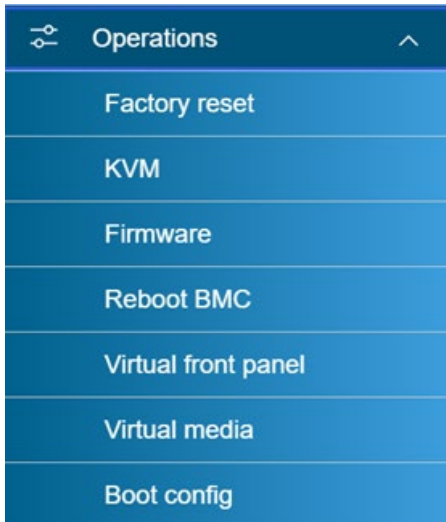 Operations
Factory reset
KVM
Firmware
Reboot BMC
Virtual front panel
Virtual media
Boot config